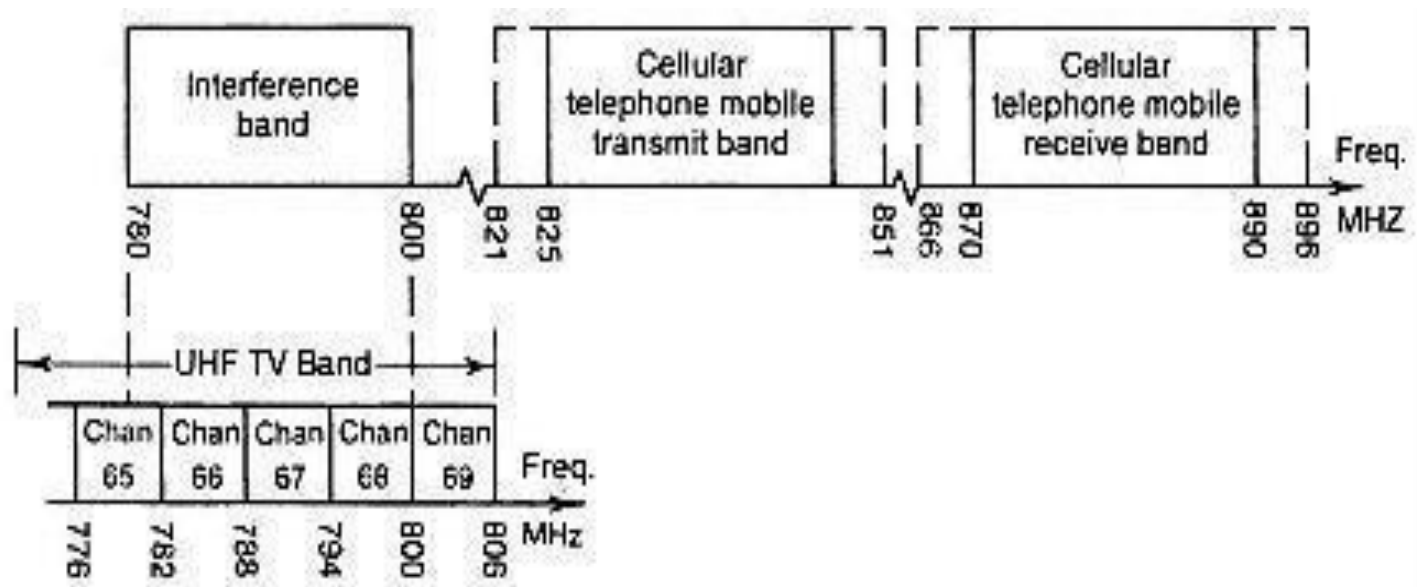 Interference
band
Cellular
telephone mobile
transmit band
Cellular
telephone mobile
receive band
Freq.
MHZ
780
800
821
825
851
866
870
890
896
UHF TV Band
Chan
65
Chan
66
Chan
67
Chan
68
Chan
69
Freq.
MHz
776
782
788
794
800
806